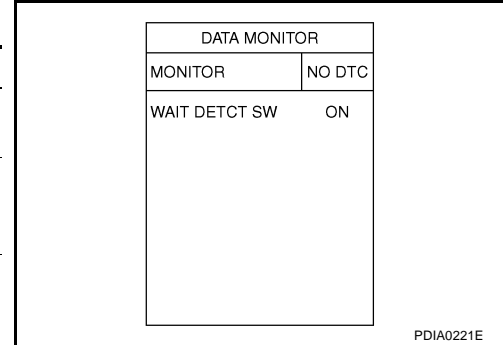 DATA MONITOR
MONITOR NO DTC
WAIT DETCT SW ON
PDIA0221E